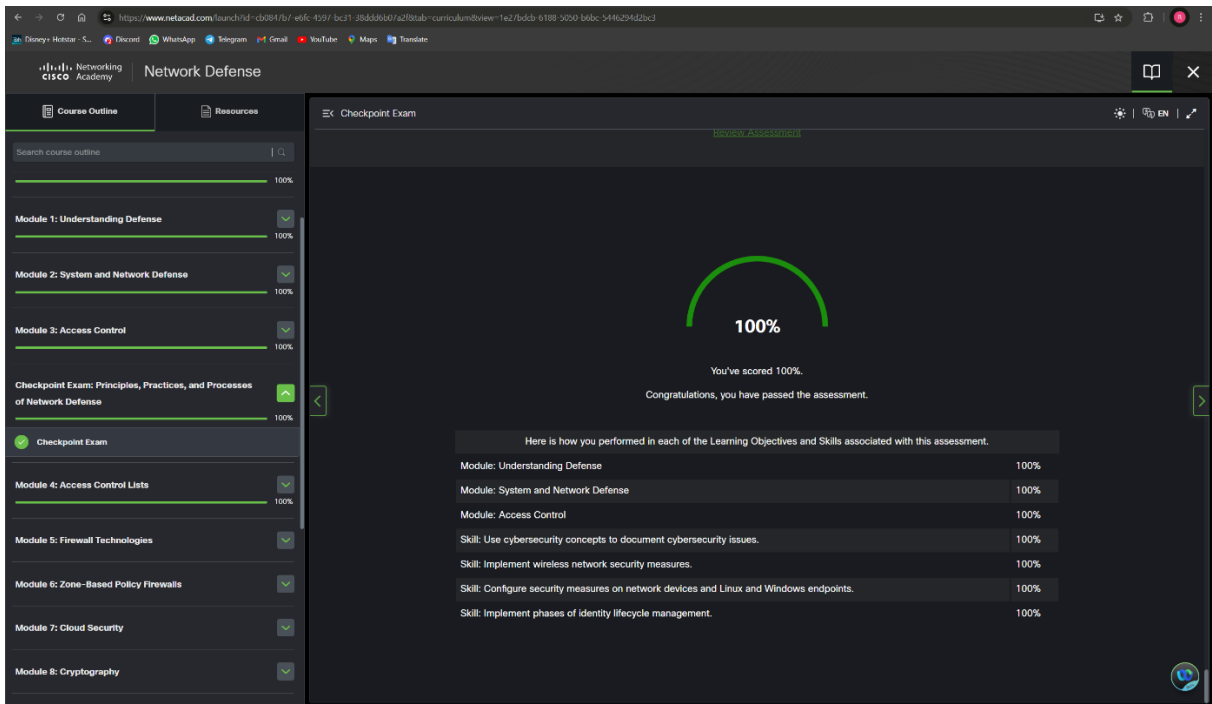 https://www.netacad.com/launch?id=cb0847b7-e6fc-4597-bc31-38ddd6b07a2f&tab=curriculum&view=1e27bdcb-6188-5050-b6bc-5446294d2bc3
Disney+ Hotstar - S... Discord WhatsApp Telegram Gmail YouTube Maps Translate
Networking
CISCO Academy
Network Defense
Course Outline
Resources
Checkpoint Exam
EN
Review Assessment
Search course outline
100%
Module 1: Understanding Defense
100%
Module 2: System and Network Defense
100%
Module 3: Access Control
100%
Checkpoint Exam: Principles, Practices, and Processes
of Network Defense
100%
Checkpoint Exam
Module 4: Access Control Lists
100%
Module 5: Firewall Technologies
Module 6: Zone-Based Policy Firewalls
Module 7: Cloud Security
Module 8: Cryptography
100%
You've scored 100%.
Congratulations, you have passed the assessment.
Here is how you performed in each of the Learning Objectives and Skills associated with this assessment.
Module: Understanding Defense 100%
Module: System and Network Defense 100%
Module: Access Control 100%
Skill: Use cybersecurity concepts to document cybersecurity issues. 100%
Skill: Implement wireless network security measures. 100%
Skill: Configure security measures on network devices and Linux and Windows endpoints. 100%
Skill: Implement phases of identity lifecycle management. 100%